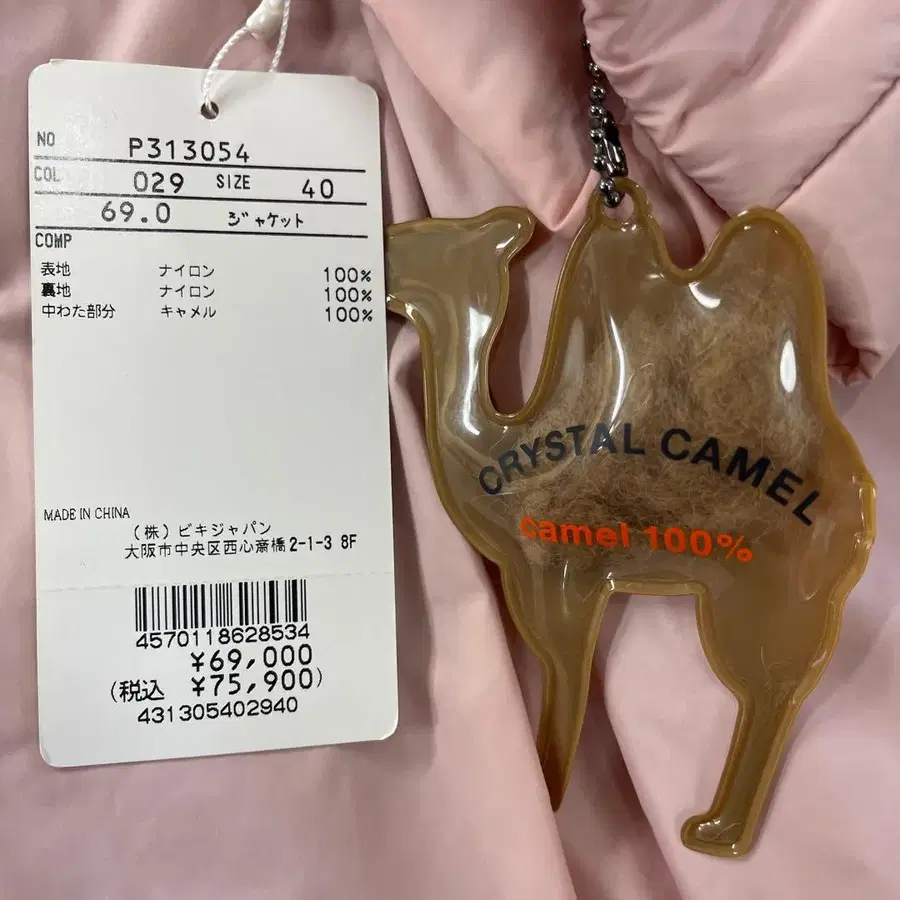 NO P313054
COL 029 SIZE 40
69.0 ジャケット
COMP
表地 ナイロン 100%
裏地 ナイロン 100%
中わた部分 キャメル 100%
MADE IN CHINA
(株) ビキジャパン
大阪市中央区西心斎橋2-1-3 8F
4570118628534
¥69,000
(税込 ¥75,900)
431305402940
CRYSTAL CAMEL
camel 100%